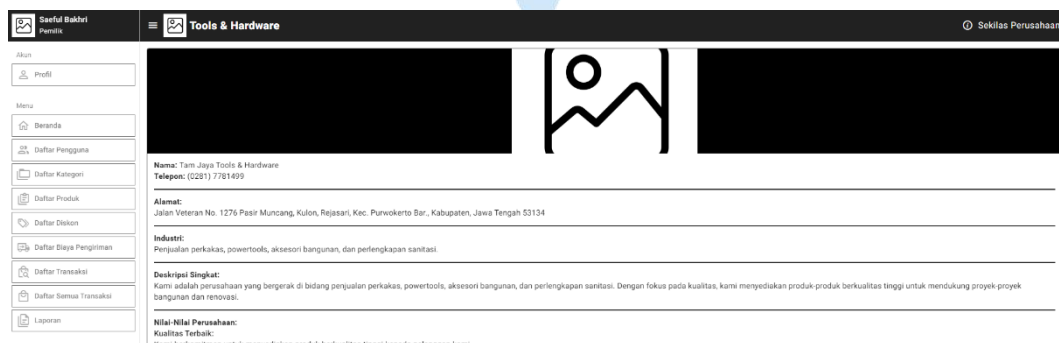 Saeful Bakhri
Pemilik
Tools & Hardware
Sekilas Perusahaan
Akun
Profil
Menu
Beranda
Daftar Pengguna
Daftar Kategori
Daftar Produk
Daftar Diskon
Daftar Biaya Pengiriman
Daftar Transaksi
Daftar Semua Transaksi
Laporan
Nama: Tam Jaya Tools & Hardware
Telepon: (0281) 7781499
Alamat:
Jalan Veteran No. 1276 Pasir Muncang, Kulon, Rejasari, Kec. Purwokerto Bar., Kabupaten, Jawa Tengah 53134
Industri:
Penjualan perkakas, powertools, aksesori bangunan, dan perlengkapan sanitasi.
Deskripsi Singkat:
Kami adalah perusahaan yang bergerak di bidang penjualan perkakas, powertools, aksesori bangunan, dan perlengkapan sanitasi. Dengan fokus pada kualitas, kami menyediakan produk-produk berkualitas tinggi untuk mendukung proyek-proyek
bangunan dan renovasi.
Nilai-Nilai Perusahaan:
Kualitas Terbaik: